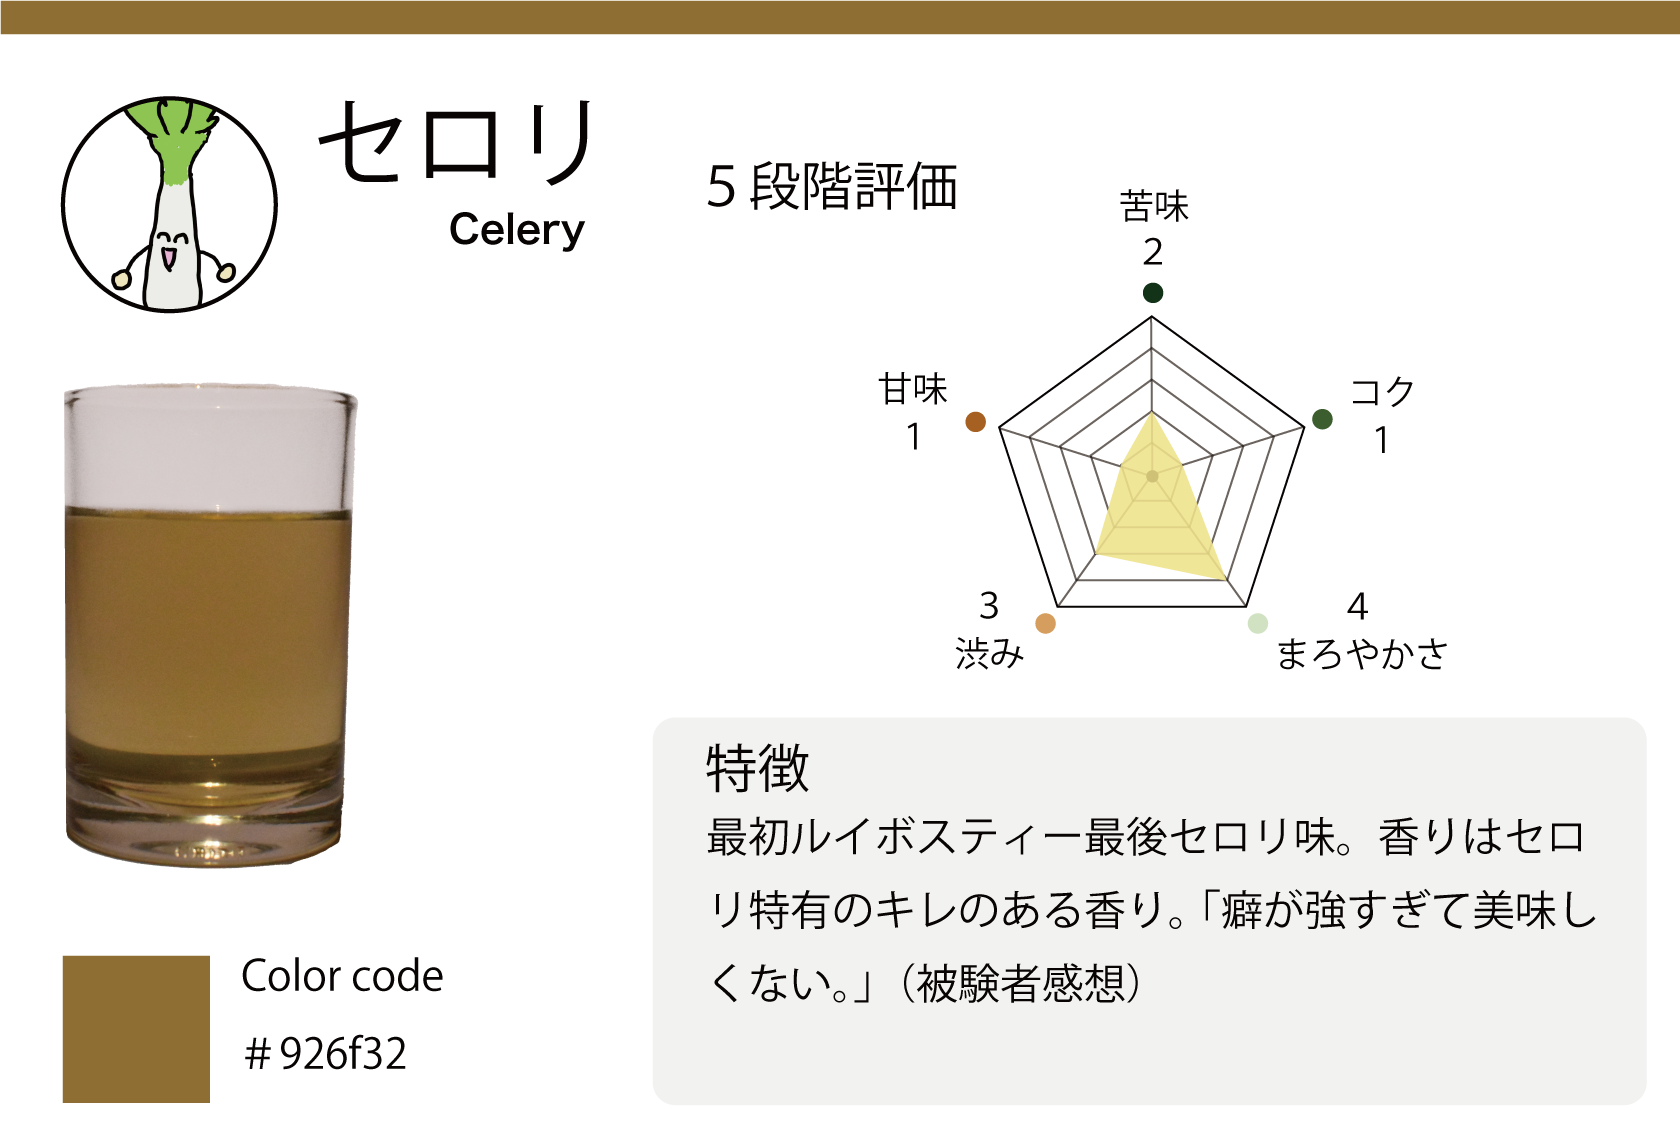 セロリ
Celery
5 段階評価
苦味
2
コク
1
甘味
1
3
渋み
4
まろやかさ
特徴
最初ルイボスティー最後セロリ味。香りはセロ
リ特有のキレのある香り。「癖が強すぎて美味し
くない。」（被験者感想）
Color code
# 926f32